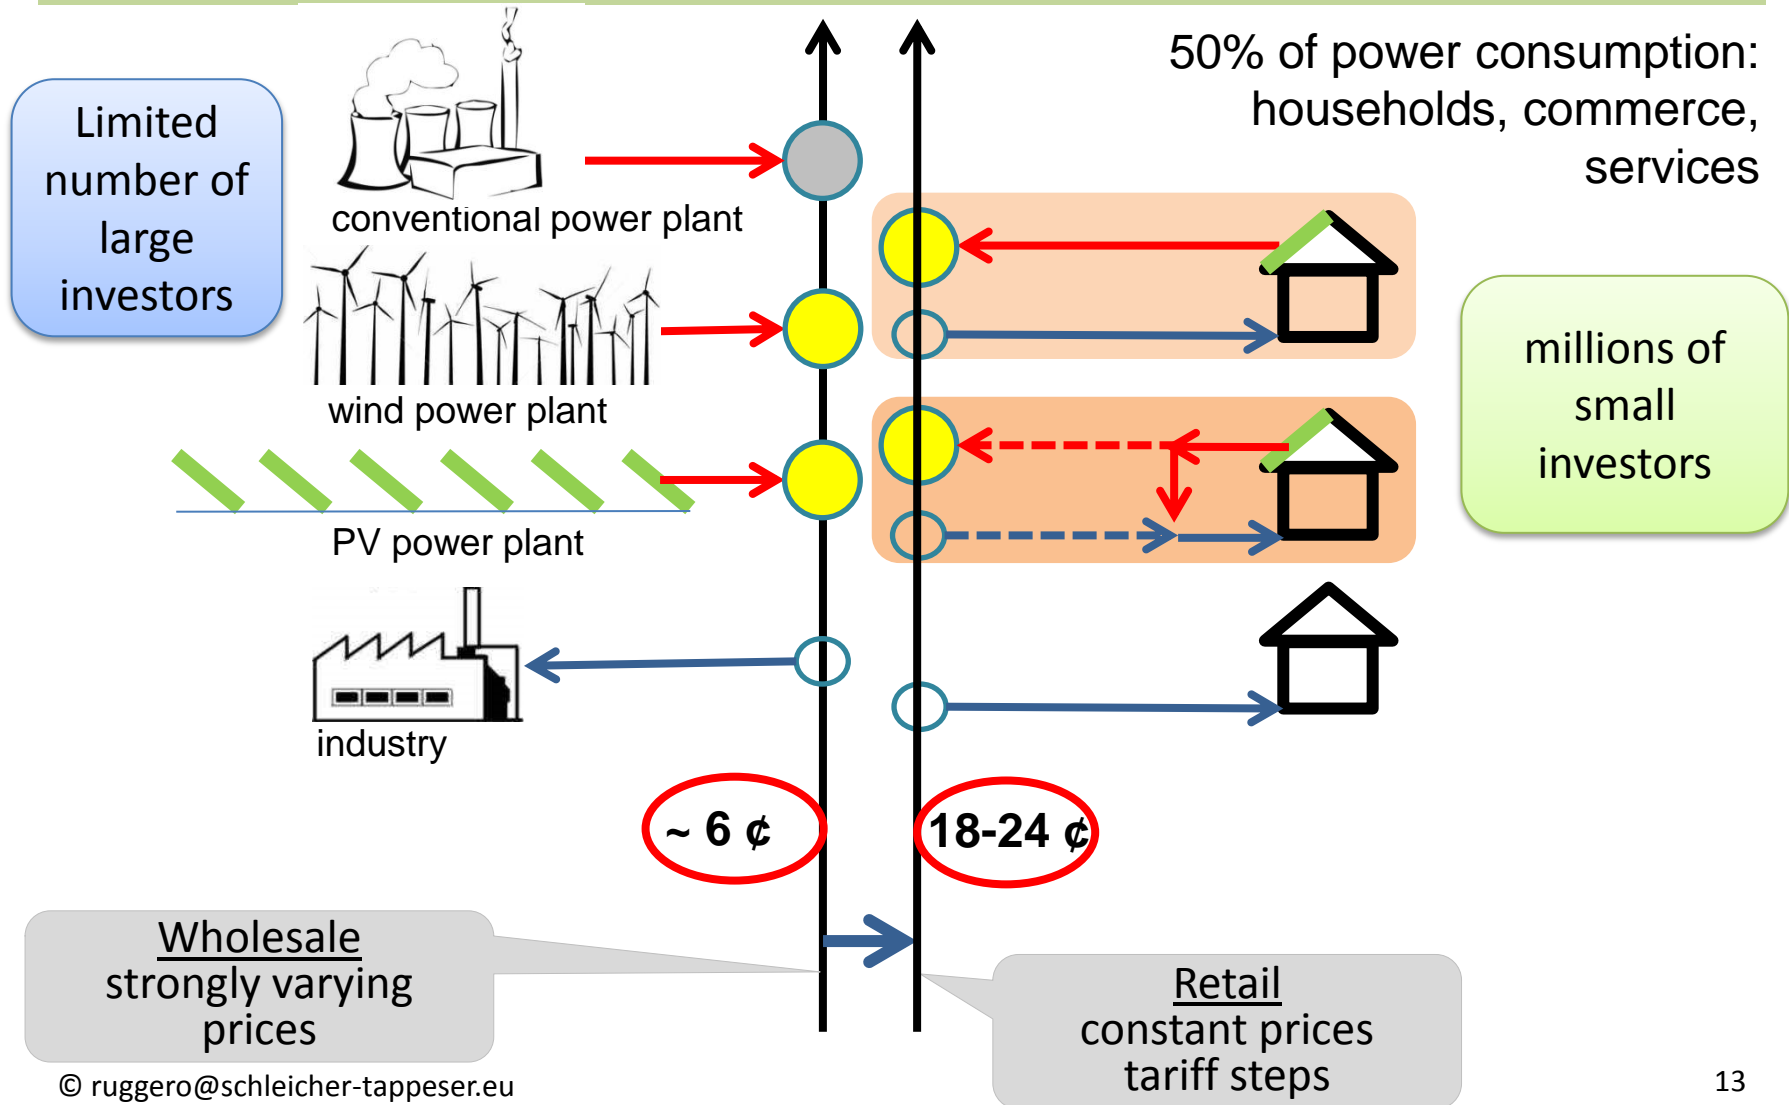 50% of power consumption:
households, commerce,
services
Limited
number of
large
investors
conventional power plant
wind power plant
millions of
small
investors
PV power plant
industry
~ 6 ¢
18-24 ¢
Wholesale
strongly varying
prices
Retail
constant prices
tariff steps
© ruggero@schleicher-tappeser.eu
13